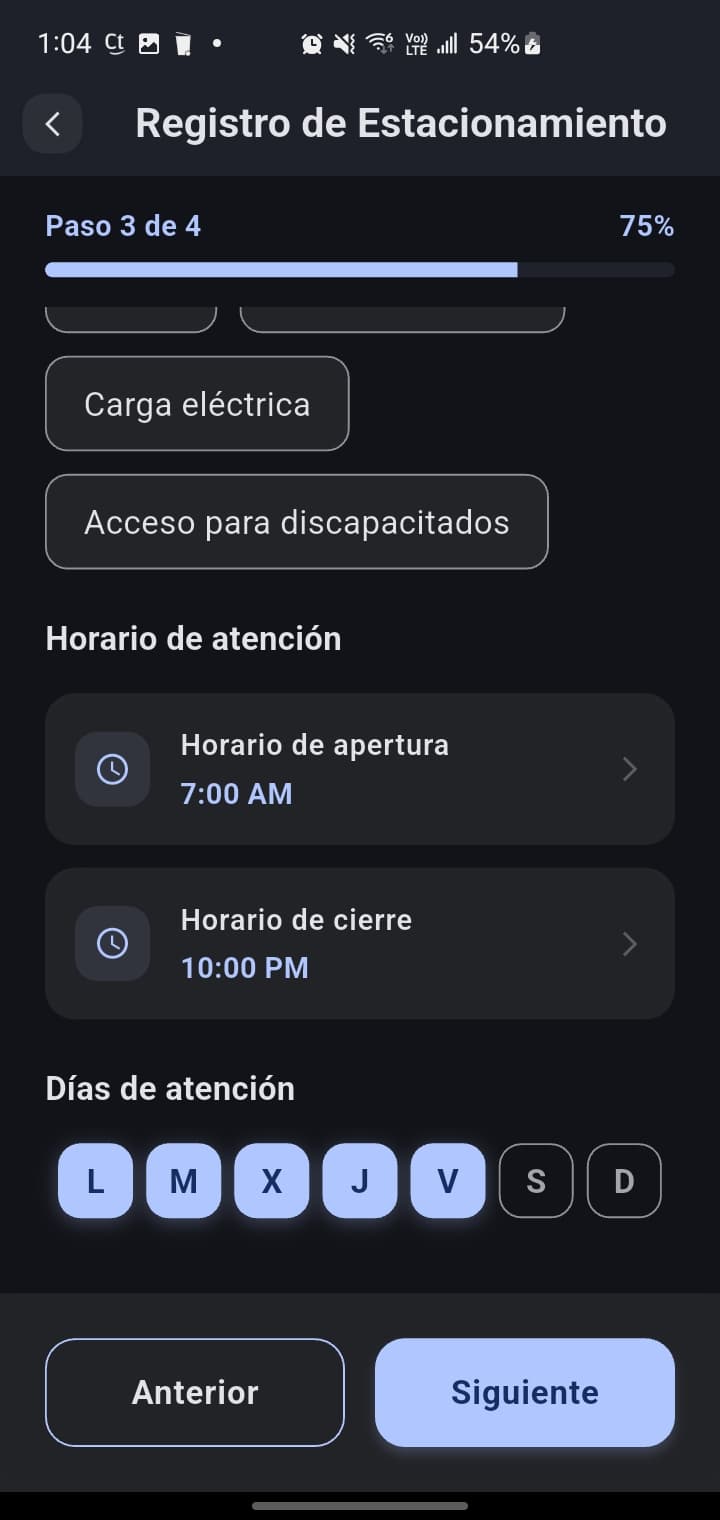 1:04 Ct 54%
Vo)) LTE
Registro de Estacionamiento
Paso 3 de 4 75%
Carga eléctrica
Acceso para discapacitados
Horario de atención
Horario de apertura
7:00 AM
Horario de cierre
10:00 PM
Días de atención
L M X J V S D
Anterior Siguiente